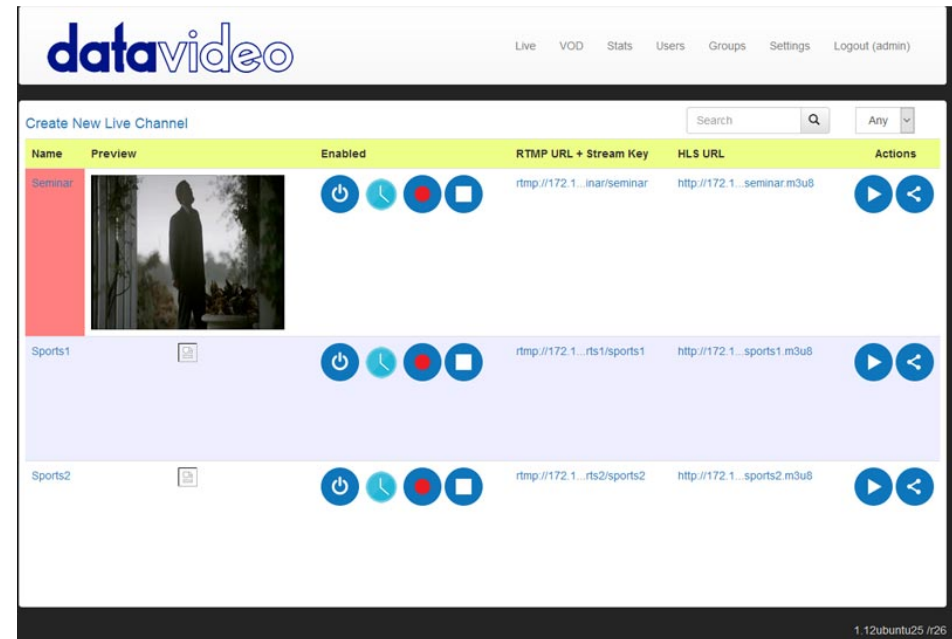 datavideo
Live VOD Stats Users Groups Settings Logout (admin)
Create New Live Channel
Search
Any
Name Preview Enabled RTMP URL + Stream Key HLS URL Actions
Seminar rtmp://172.1...inar/seminar http://172.1...seminar.m3u8
Sports1 rtmp://172.1...rts1/sports1 http://172.1...sports1.m3u8
Sports2 rtmp://172.1...rts2/sports2 http://172.1...sports2.m3u8
1.12ubuntu25 /r26